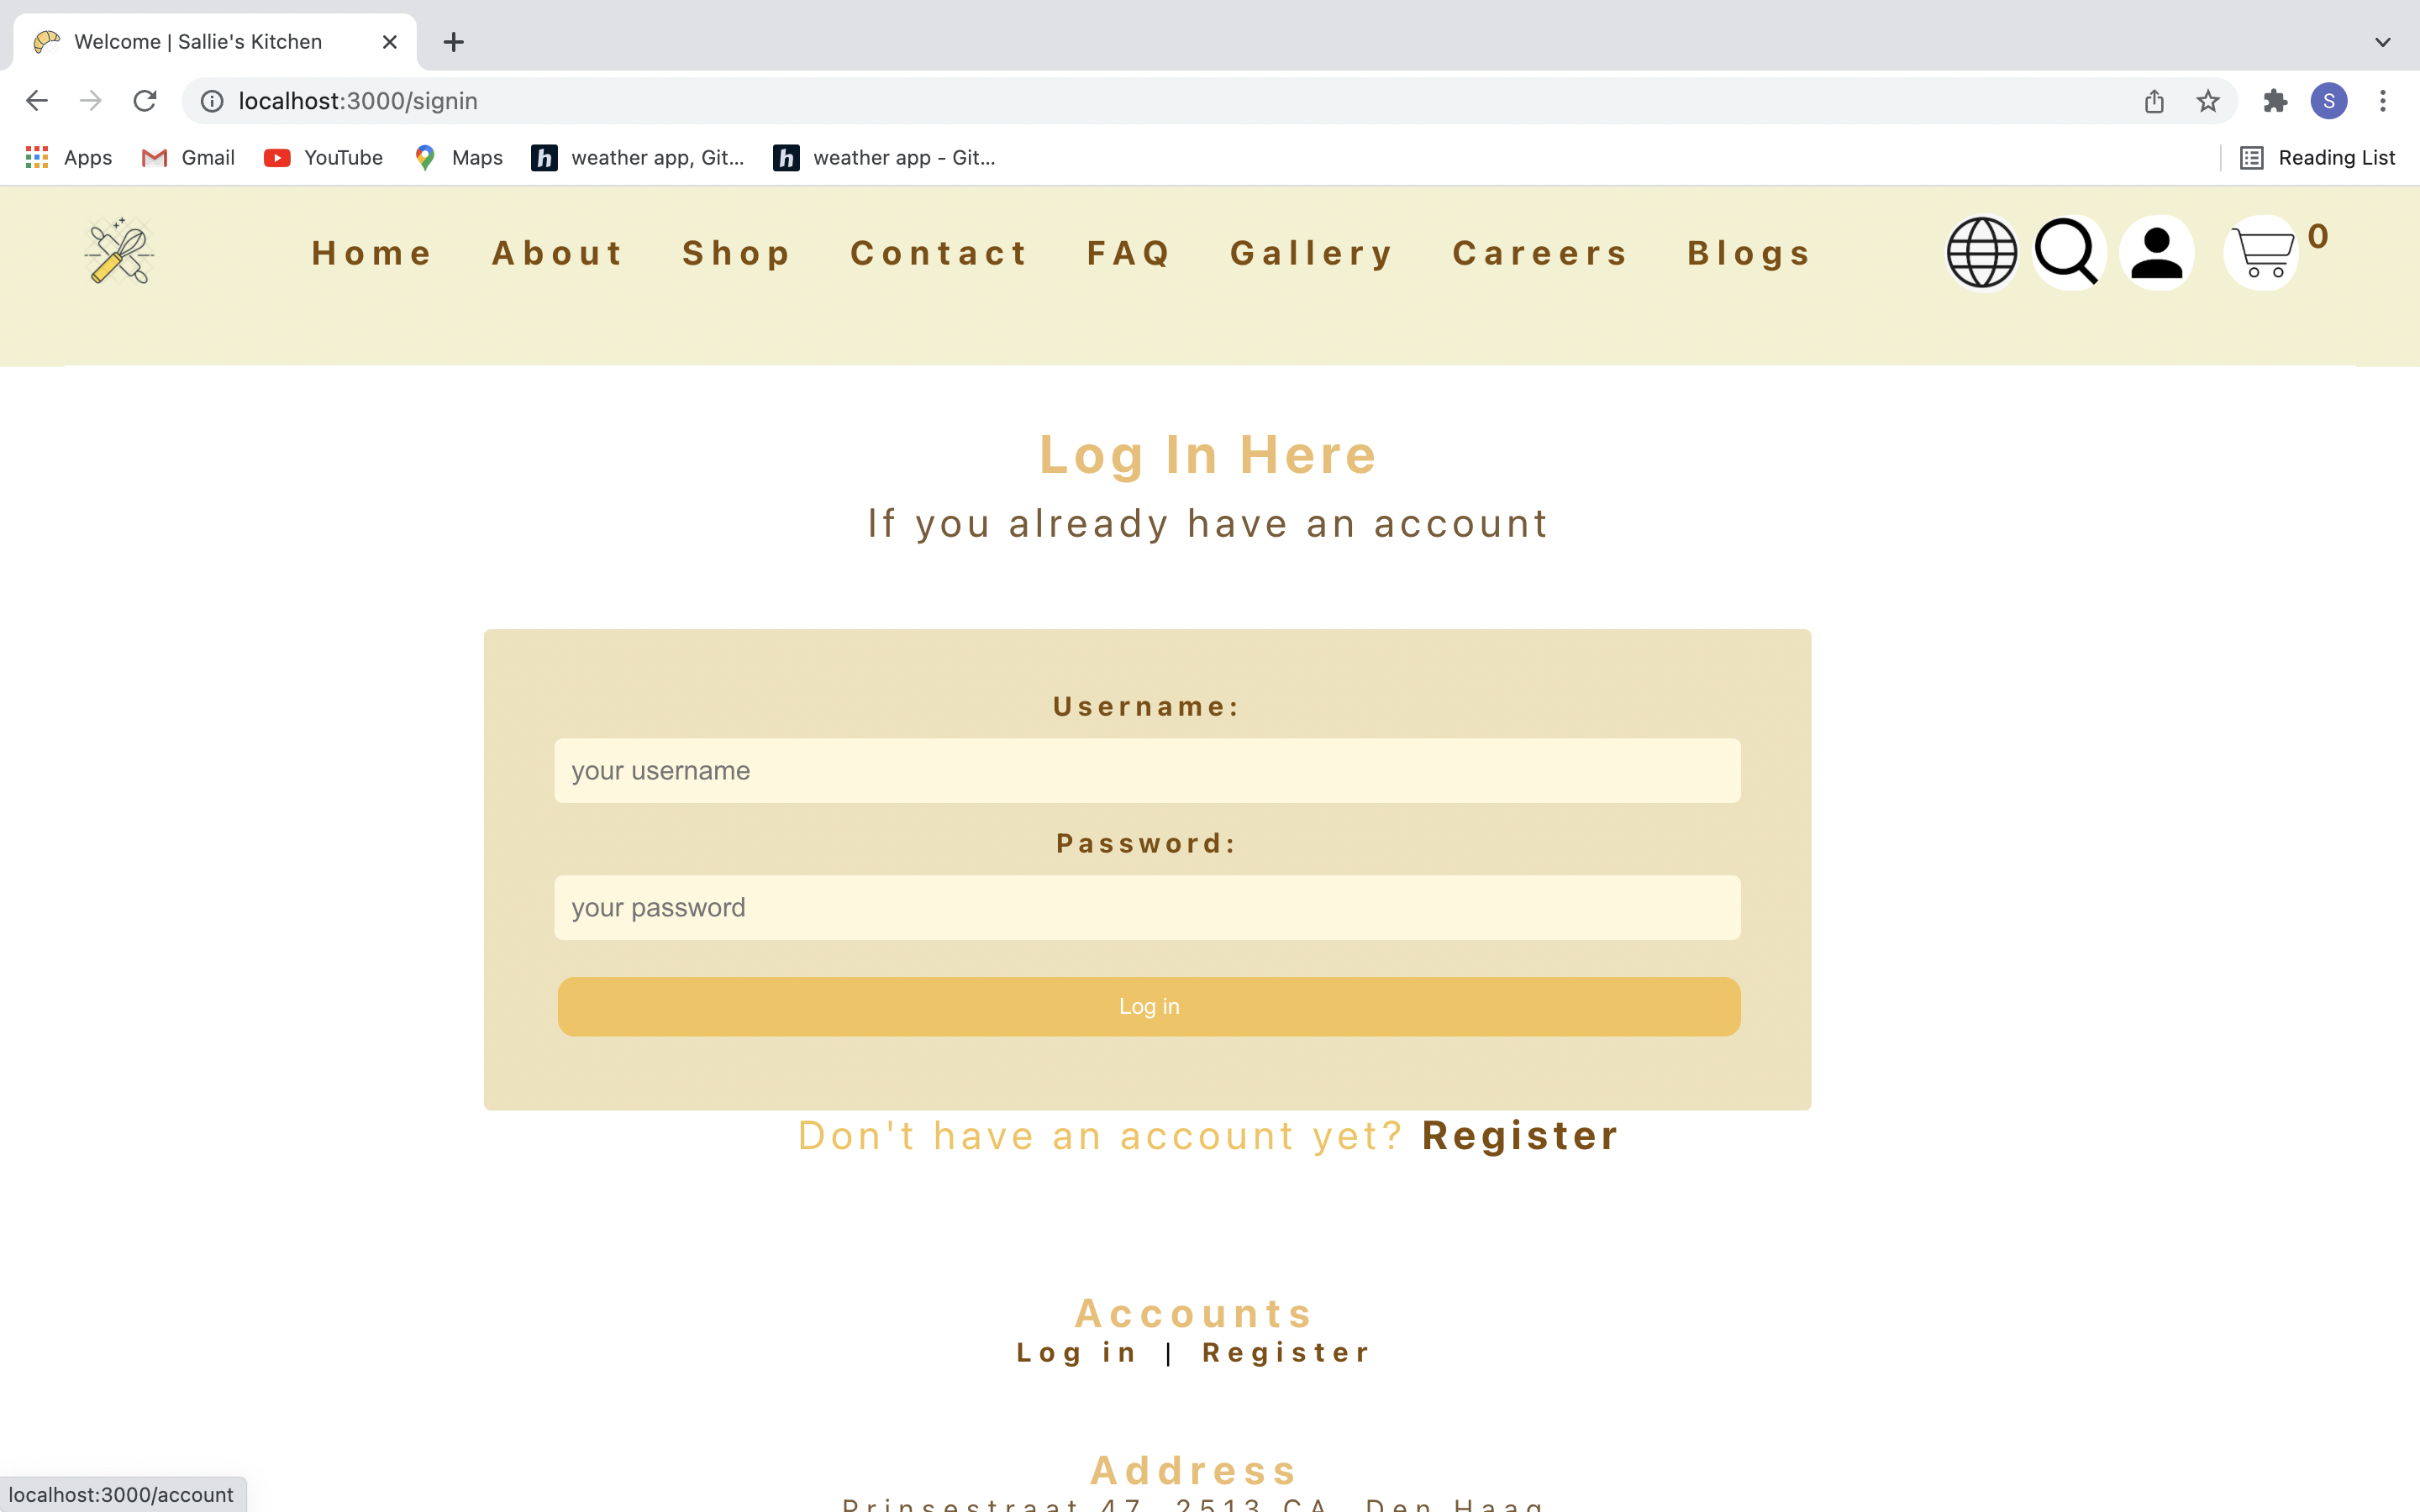 Welcome | Sallie's Kitchen
localhost:3000/signin
S
Apps Gmail YouTube Maps h weather app, Git... h weather app - Git... Reading List
Home About Shop Contact FAQ Gallery Careers Blogs 0
Log In Here
If you already have an account
Username:
your username
Password:
your password
Log in
Don't have an account yet? Register
Accounts
Log in | Register
Address
Prinsestraat 47, 2513 CA, Den Haag
localhost:3000/account